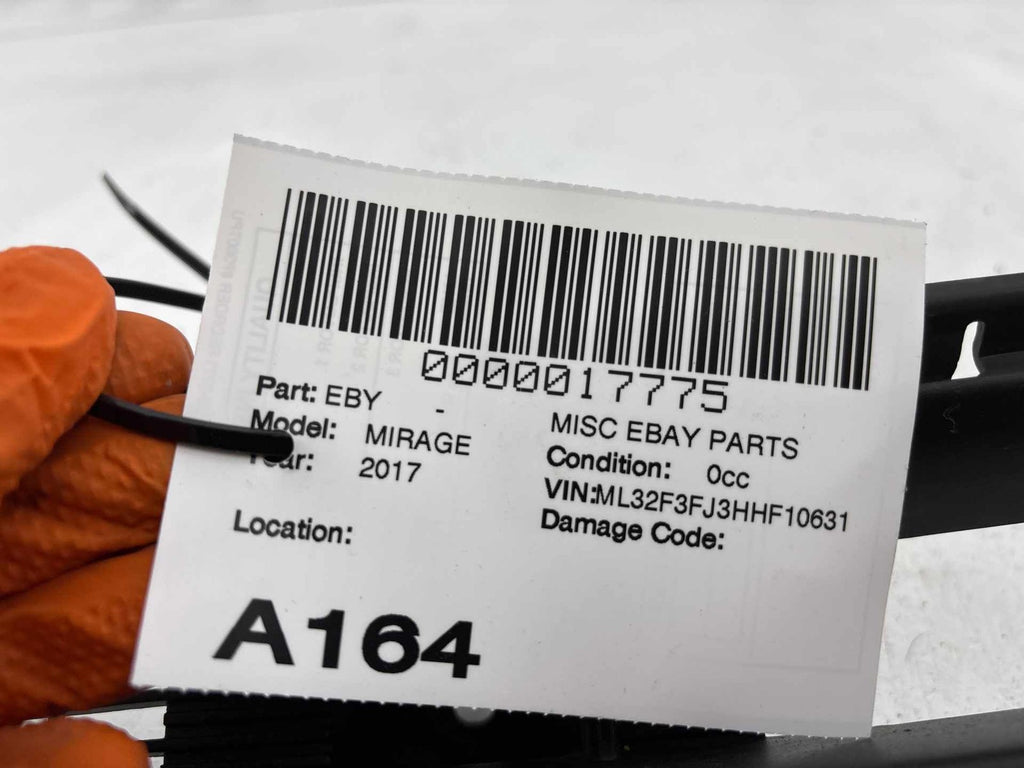 0000017775
Part: EBY -
MISC EBAY PARTS
Model: MIRAGE
Condition: 0cc
Year: 2017
VIN:ML32F3FJ3HHF10631
Damage Code:
Location:
A164